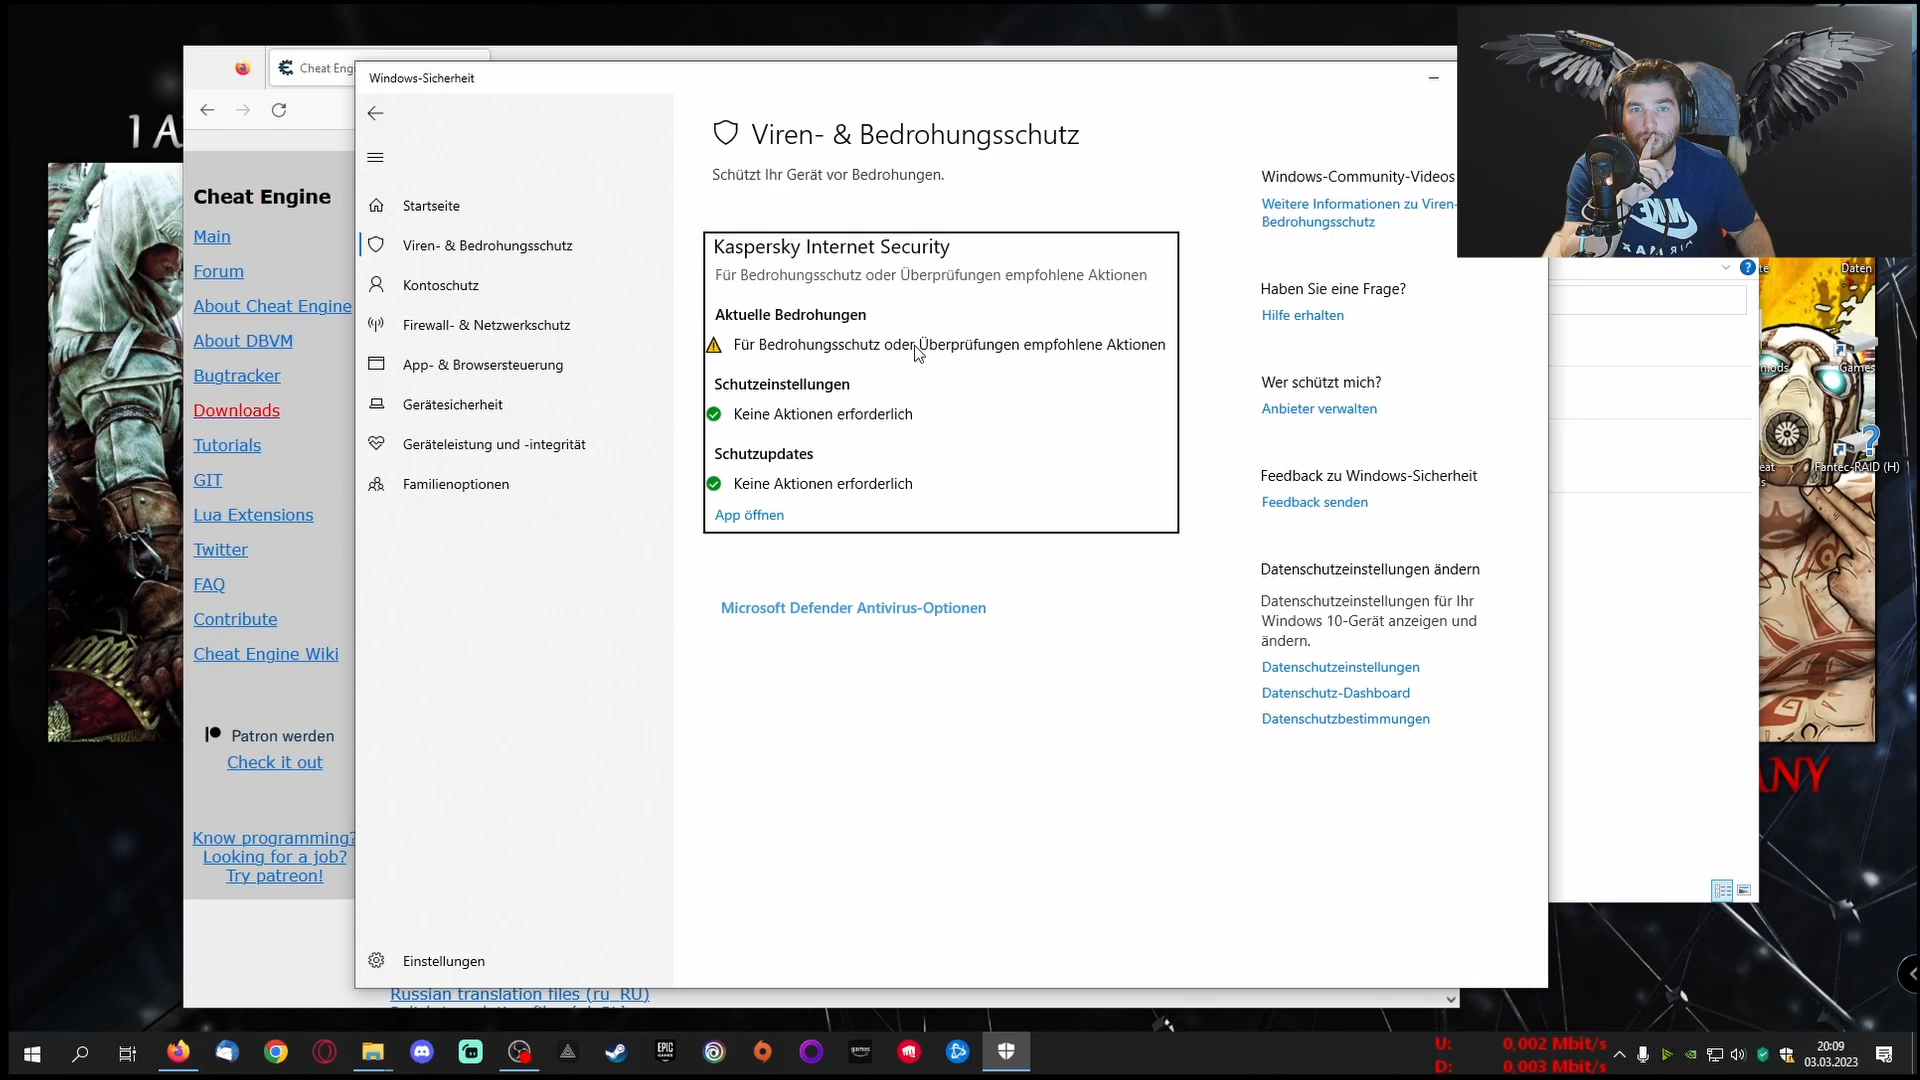 I A
Cheat Eng
Windows-Sicherheit
Cheat Engine
Main
Forum
About Cheat Engine
About DBVM
Bugtracker
Downloads
Tutorials
GIT
Lua Extensions
Twitter
FAQ
Contribute
Cheat Engine Wiki
Patron werden
Check it out
Know programming?
Looking for a job?
Try patreon!
Startseite
Viren- & Bedrohungsschutz
Kontoschutz
Firewall- & Netzwerkschutz
App- & Browsersteuerung
Gerätesicherheit
Geräteleistung und -integrität
Familienoptionen
Einstellungen
Viren- & Bedrohungsschutz
Schützt Ihr Gerät vor Bedrohungen.
Kaspersky Internet Security
Für Bedrohungsschutz oder Überprüfungen empfohlene Aktionen
Aktuelle Bedrohungen
Für Bedrohungsschutz oder Überprüfungen empfohlene Aktionen
Schutzeinstellungen
Keine Aktionen erforderlich
Schutzupdates
Keine Aktionen erforderlich
App öffnen
Microsoft Defender Antivirus-Optionen
Windows-Community-Videos
Weitere Informationen zu Viren-
Bedrohungsschutz
Haben Sie eine Frage?
Hilfe erhalten
Wer schützt mich?
Anbieter verwalten
Feedback zu Windows-Sicherheit
Feedback senden
Datenschutzeinstellungen ändern
Datenschutzeinstellungen für Ihr
Windows 10-Gerät anzeigen und
ändern.
Datenschutzeinstellungen
Datenschutz-Dashboard
Datenschutzbestimmungen
Daten
Games
Fantec-RAID (H)
ANY
Russian translation files (ru_RU)
EPIC
GAMES
U: 0,002 Mbit/s
D: 0,003 Mbit/s
20:09
03.03.2023